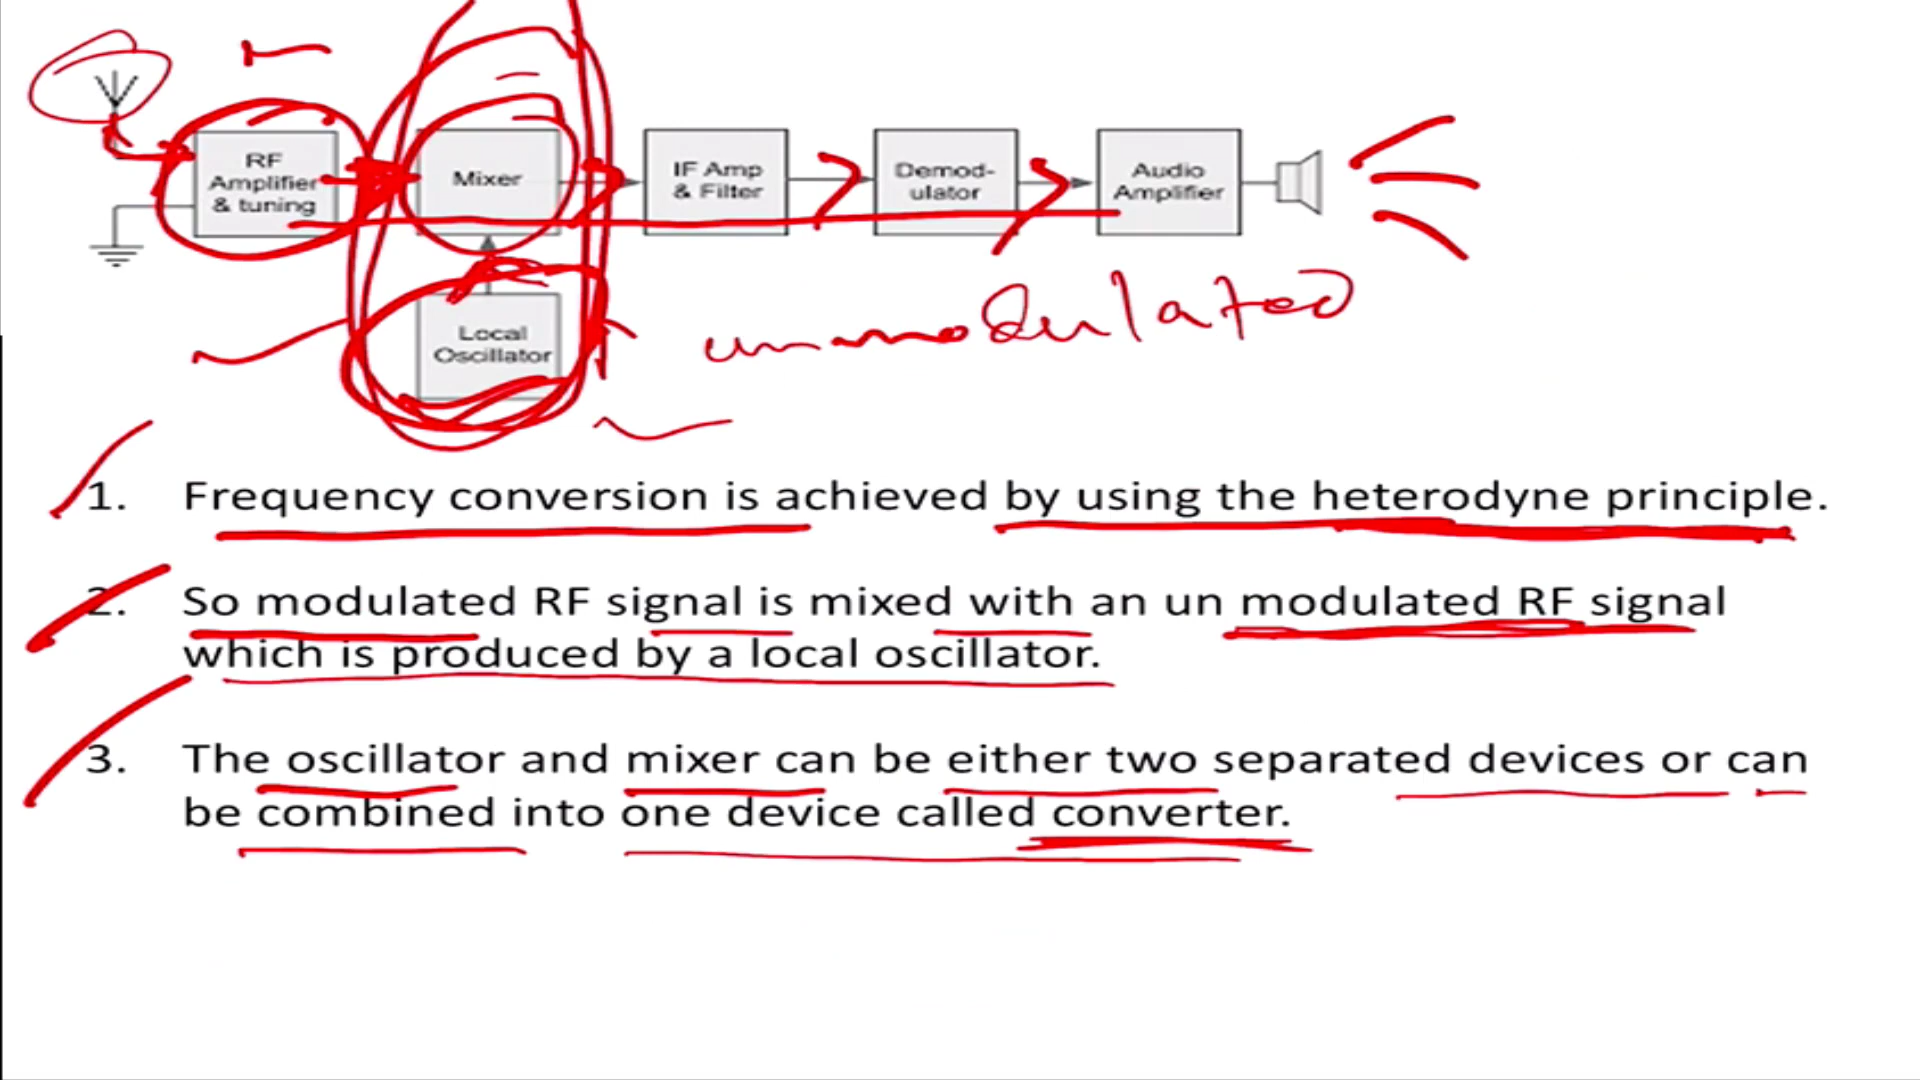 RF
Amplifier
& tuning
Mixer
IF Amp
& Filter
Demod-
ulator
Audio
Amplifier
Local
Oscillator
unmodulated
1. Frequency conversion is achieved by using the heterodyne principle.
2. So modulated RF signal is mixed with an un modulated RF signal
which is produced by a local oscillator.
3. The oscillator and mixer can be either two separated devices or can
be combined into one device called converter.